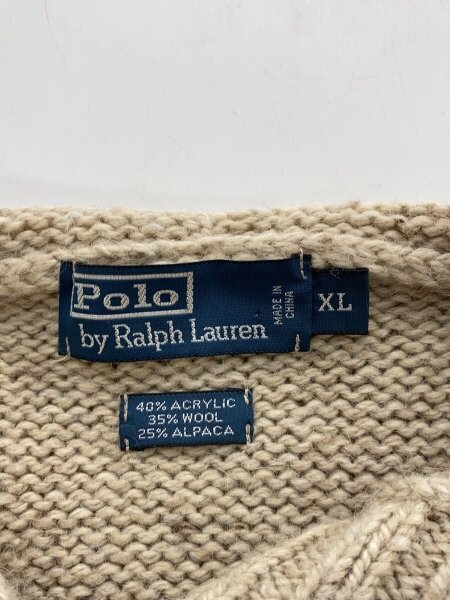 Polo
by Ralph Lauren
MADE IN
CHINA
XL
40% ACRYLIC
35% WOOL
25% ALPACA